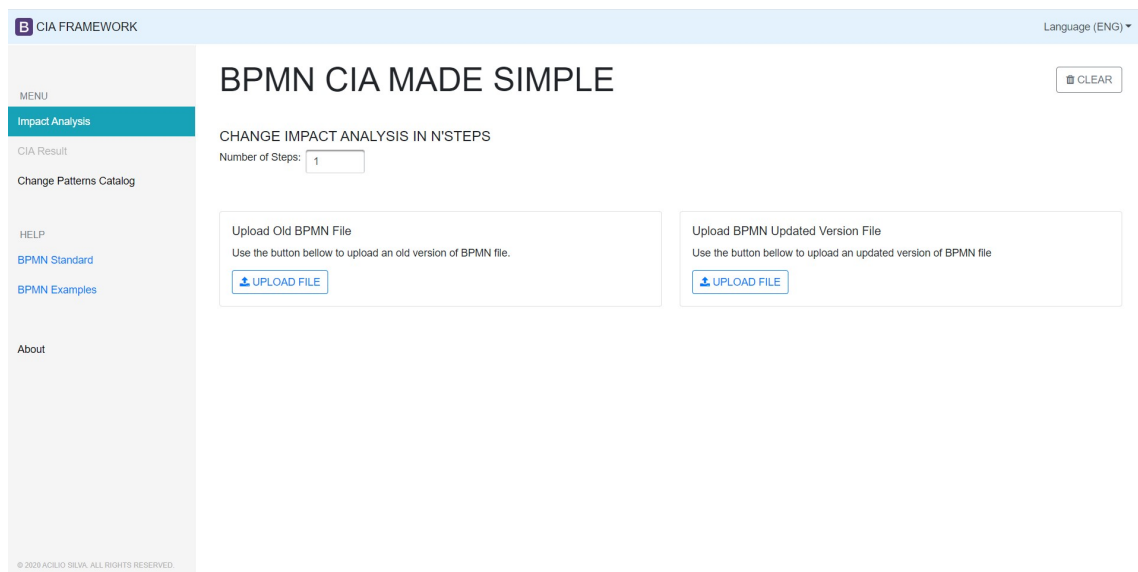 B CIA FRAMEWORK
Language (ENG)
MENU
Impact Analysis
CIA Result
Change Patterns Catalog
HELP
BPMN Standard
BPMN Examples
About
© 2020 ACILIO SILVA. ALL RIGHTS RESERVED.
BPMN CIA MADE SIMPLE
CLEAR
CHANGE IMPACT ANALYSIS IN N'STEPS
Number of Steps: 1
Upload Old BPMN File
Use the button bellow to upload an old version of BPMN file.
UPLOAD FILE
Upload BPMN Updated Version File
Use the button bellow to upload an updated version of BPMN file
UPLOAD FILE